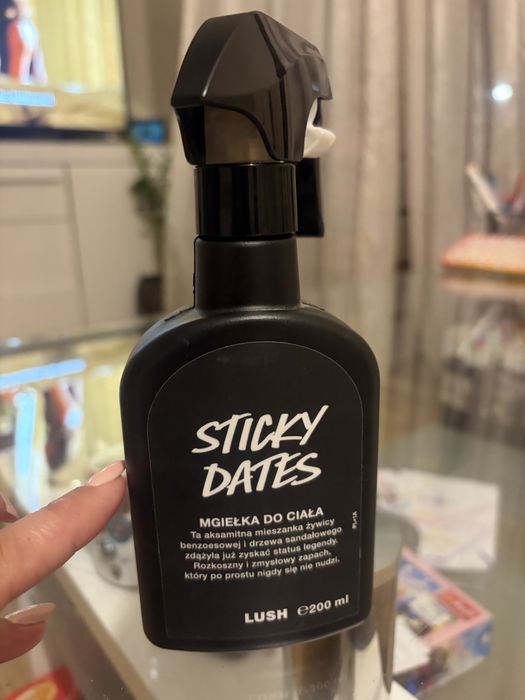 STICKY
DATES
MGIEŁKA DO CIAŁA
Ta aksamitna mieszanka żywicy
benzoesowej i drzewa sandałowego
zdążyła już zyskać status legendy.
Rozkoszny i zmysłowy zapach,
który po prostu nigdy się nie nudzi.
LUSH ℮200 ml